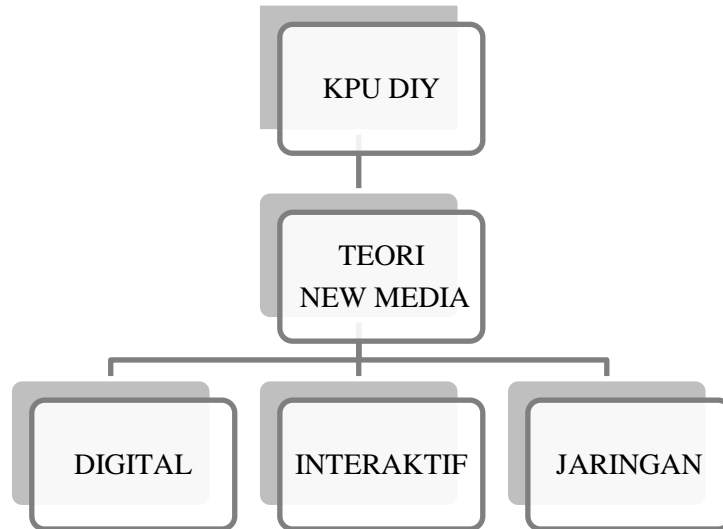 KPU DIY
TEORI
NEW MEDIA
DIGITAL
INTERAKTIF
JARINGAN